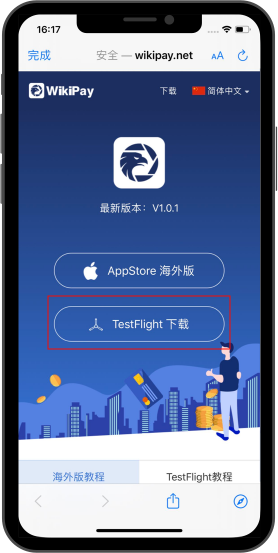 16:17
完成
安全 — wikipay.net
AA
WikiPay
下载
简体中文
最新版本：V1.0.1
AppStore 海外版
TestFlight 下载
海外版教程
TestFlight教程